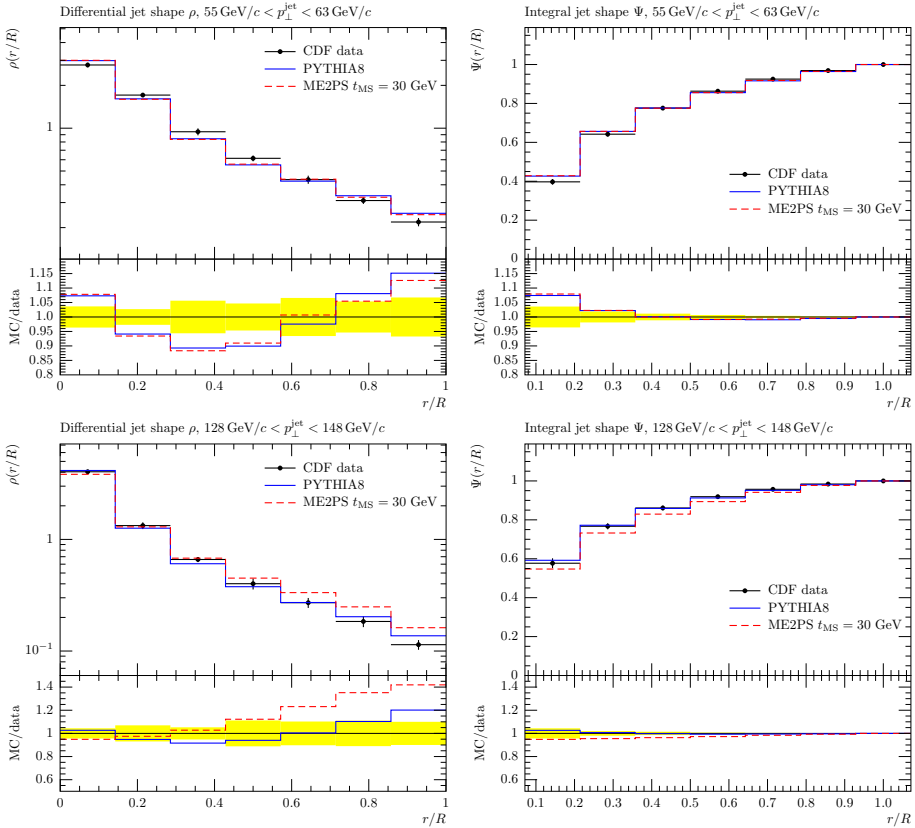 Differential jet shape ρ, 55 GeV/c < p⊥^jet < 63 GeV/c
ρ(r/R)
CDF data
PYTHIA8
ME2PS t_MS = 30 GeV
1
MC/data
1.15
1.1
1.05
1.0
0.95
0.9
0.85
0.8
0 0.2 0.4 0.6 0.8 1
r/R
Integral jet shape Ψ, 55 GeV/c < p⊥^jet < 63 GeV/c
Ψ(r/R)
CDF data
PYTHIA8
ME2PS t_MS = 30 GeV
1
0.8
0.6
0.4
0.2
0
MC/data
1.15
1.1
1.05
1.0
0.95
0.9
0.85
0.8
0.1 0.2 0.3 0.4 0.5 0.6 0.7 0.8 0.9 1.0
r/R
Differential jet shape ρ, 128 GeV/c < p⊥^jet < 148 GeV/c
ρ(r/R)
CDF data
PYTHIA8
ME2PS t_MS = 30 GeV
1
10⁻¹
MC/data
1.4
1.2
1
0.8
0.6
0 0.2 0.4 0.6 0.8 1
r/R
Integral jet shape Ψ, 128 GeV/c < p⊥^jet < 148 GeV/c
Ψ(r/R)
CDF data
PYTHIA8
ME2PS t_MS = 30 GeV
1
0.8
0.6
0.4
0.2
0
MC/data
1.4
1.2
1
0.8
0.6
0.1 0.2 0.3 0.4 0.5 0.6 0.7 0.8 0.9 1.0
r/R